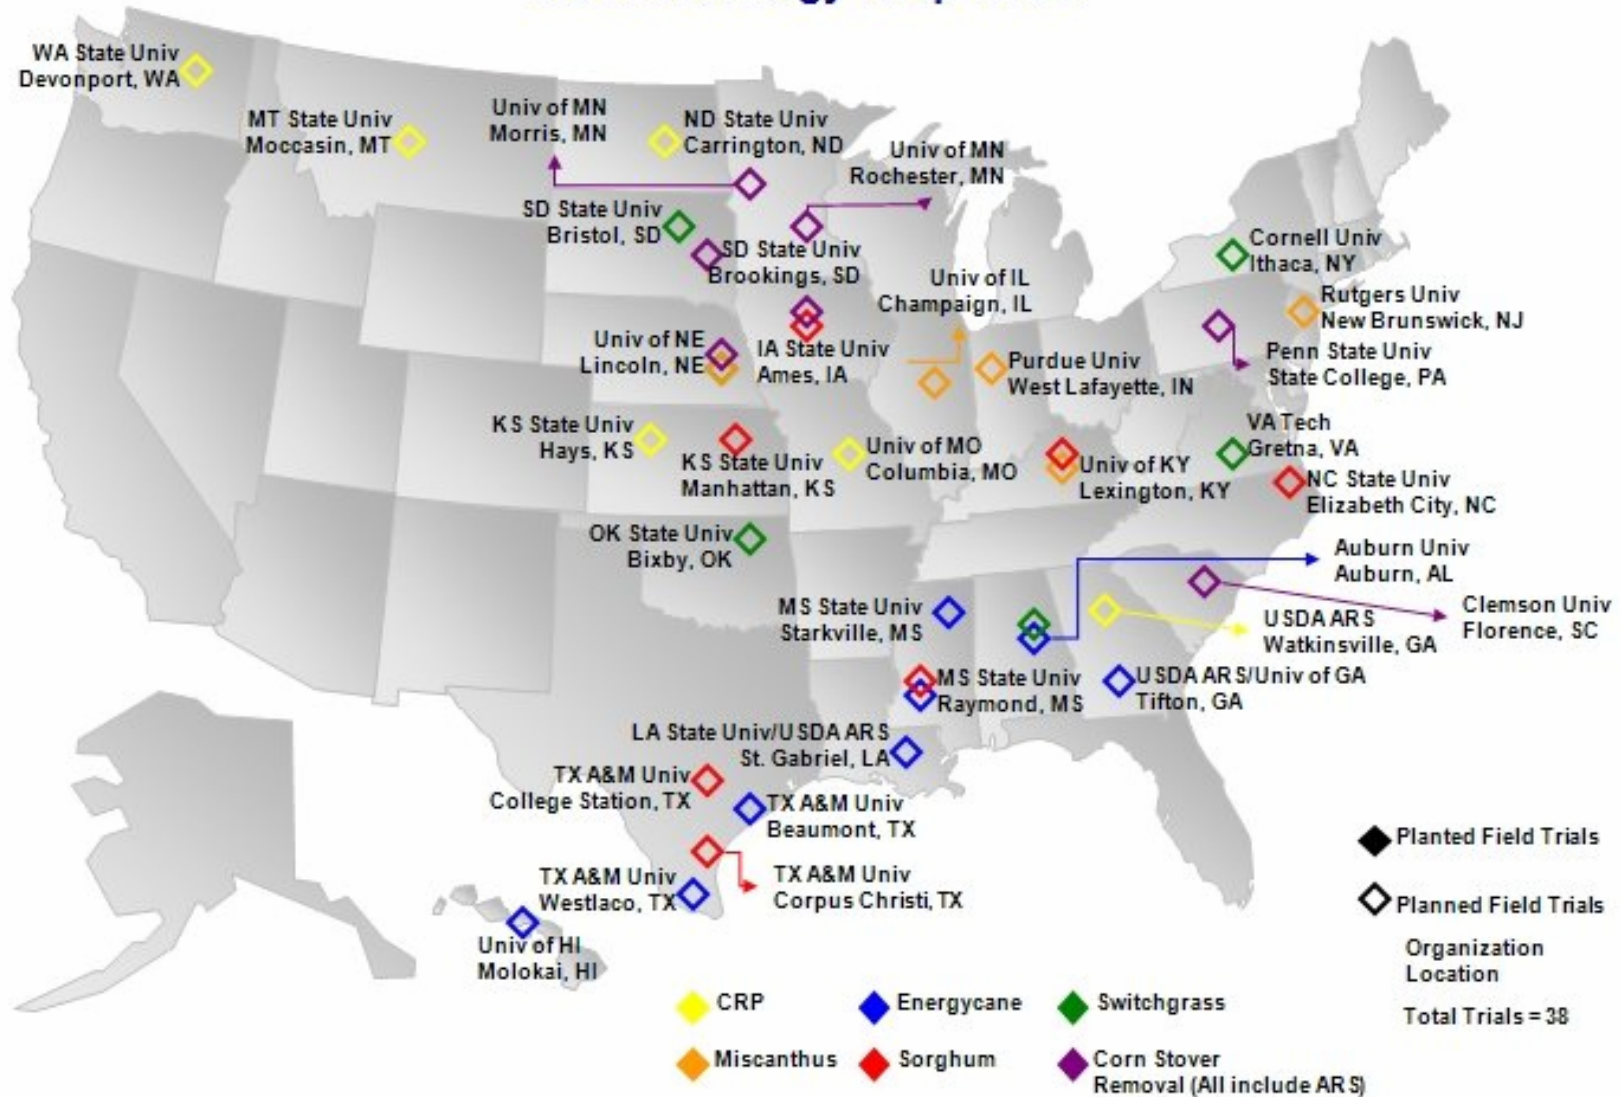 WA State Univ
Devonport, WA
MT State Univ
Moccasin, MT
Univ of MN
Morris, MN
ND State Univ
Carrington, ND
Univ of MN
Rochester, MN
SD State Univ
Bristol, SD
SD State Univ
Brookings, SD
Cornell Univ
Ithaca, NY
Univ of IL
Champaign, IL
Rutgers Univ
New Brunswick, NJ
Univ of NE
Lincoln, NE
IA State Univ
Ames, IA
Purdue Univ
West Lafayette, IN
Penn State Univ
State College, PA
KS State Univ
Hays, KS
KS State Univ
Manhattan, KS
Univ of MO
Columbia, MO
Univ of KY
Lexington, KY
VA Tech
Gretna, VA
NC State Univ
Elizabeth City, NC
OK State Univ
Bixby, OK
Auburn Univ
Auburn, AL
MS State Univ
Starkville, MS
USDA ARS
Watkinsville, GA
Clemson Univ
Florence, SC
MS State Univ
Raymond, MS
USDA ARS/Univ of GA
Tifton, GA
LA State Univ/USDA ARS
St. Gabriel, LA
TX A&M Univ
College Station, TX
TX A&M Univ
Beaumont, TX
TX A&M Univ
Westlaco, TX
TX A&M Univ
Corpus Christi, TX
Univ of HI
Molokai, HI
Planted Field Trials
Planned Field Trials
Organization
Location
Total Trials = 38
CRP
Energycane
Switchgrass
Miscanthus
Sorghum
Corn Stover
Removal (All include ARS)